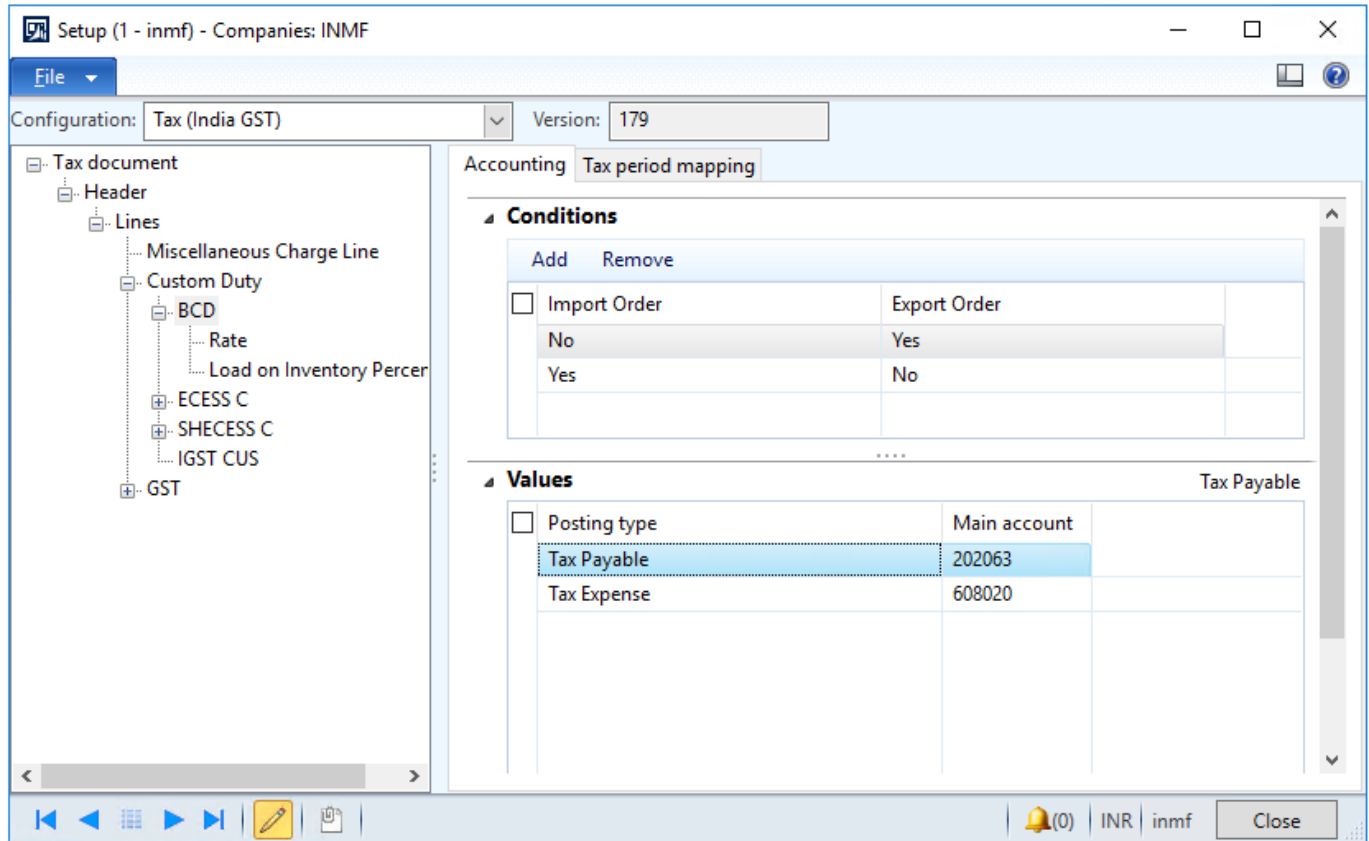 Setup (1 - inmf) - Companies: INMF
File
Configuration: Tax (India GST) Version: 179
Tax document
Header
Lines
Miscellaneous Charge Line
Custom Duty
BCD
Rate
Load on Inventory Percer
ECESS C
SHECESS C
IGST CUS
GST
Accounting Tax period mapping
Conditions
Add Remove
Import Order Export Order
No Yes
Yes No
Values Tax Payable
Posting type Main account
Tax Payable 202063
Tax Expense 608020
(0) INR inmf Close